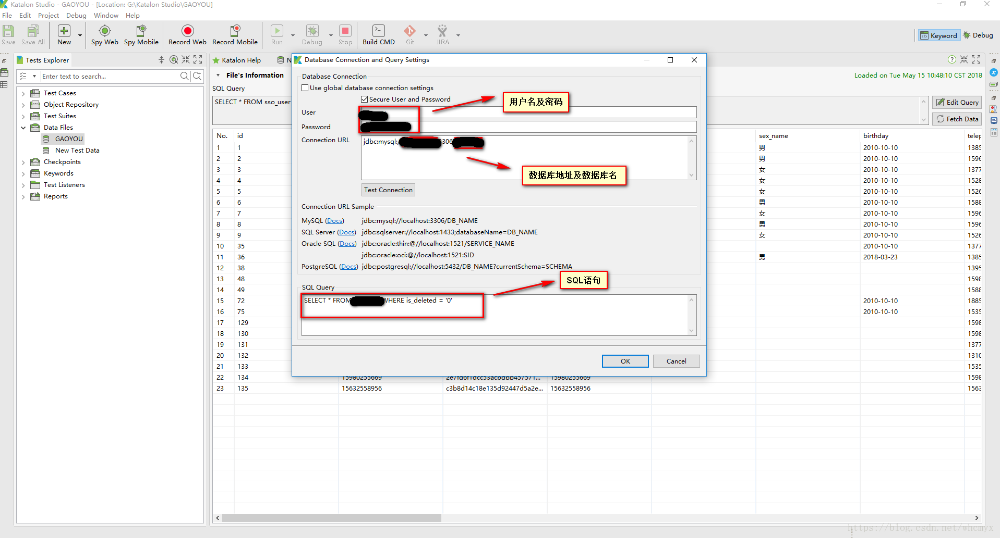 Katalon Studio - GAOYOU - [Location: G:\Katalon Studio\GAOYOU]
File Edit Project Debug Window Help
Save Save All New Spy Web Spy Mobile Record Web Record Mobile Run Debug Stop Build CMD Git JIRA Keyword Debug
Tests Explorer
Enter text to search...
Test Cases
Object Repository
Test Suites
Data Files
GAOYOU
New Test Data
Checkpoints
Keywords
Test Listeners
Reports
Katalon Help
File's Information
Loaded on Tue May 15 10:48:10 CST 2018
SQL Query
SELECT * FROM sso_user
Edit Query
Fetch Data
Database Connection and Query Settings
Database Connection
Use global database connection settings
Secure User and Password
用户名及密码
User
Password
Connection URL
jdbc:mysql:
306
数据库地址及数据库名
Test Connection
Connection URL Sample
MySQL (Docs) jdbc:mysql://localhost:3306/DB_NAME
SQL Server (Docs) jdbc:sqlserver://localhost:1433;databaseName=DB_NAME
Oracle SQL (Docs) jdbc:oracle:thin:@//localhost:1521/SERVICE_NAME
jdbc:oracle:oci:@//localhost:1521:SID
PostgreSQL (Docs) jdbc:postgresql://localhost:5432/DB_NAME?currentSchema=SCHEMA
SQL语句
SQL Query
SELECT * FROM WHERE is_deleted = '0'
OK Cancel
No. id sex_name birthday telep
1 1 男 2010-10-10 1385
2 2 男 2010-10-10 1596
3 3 女 2010-10-10 1377
4 4 女 2010-10-10 1528
5 5 女 2010-10-10 1526
6 6 男 2010-10-10 1588
7 7 女 2010-10-10 1596
8 8 男 2010-10-10 1596
9 9 女 2010-10-10 1526
10 35 2010-10-10 1377
11 36 男 2018-03-23 1385
12 38 1395
13 48 1598
14 49 1588
15 72 2010-10-10 1885
16 75 2010-10-10 1535
17 129 1598
18 130 1598
19 131 1377
20 132 1310
21 133 1535
22 134 15980255669 2e7fd6f1dcc53acbdbb457571... 15980255669 1598
23 135 15632558956 c3b8d14c18e135d92447d5a2e... 15632558956 1563
https://blog.csdn.net/whcmyx